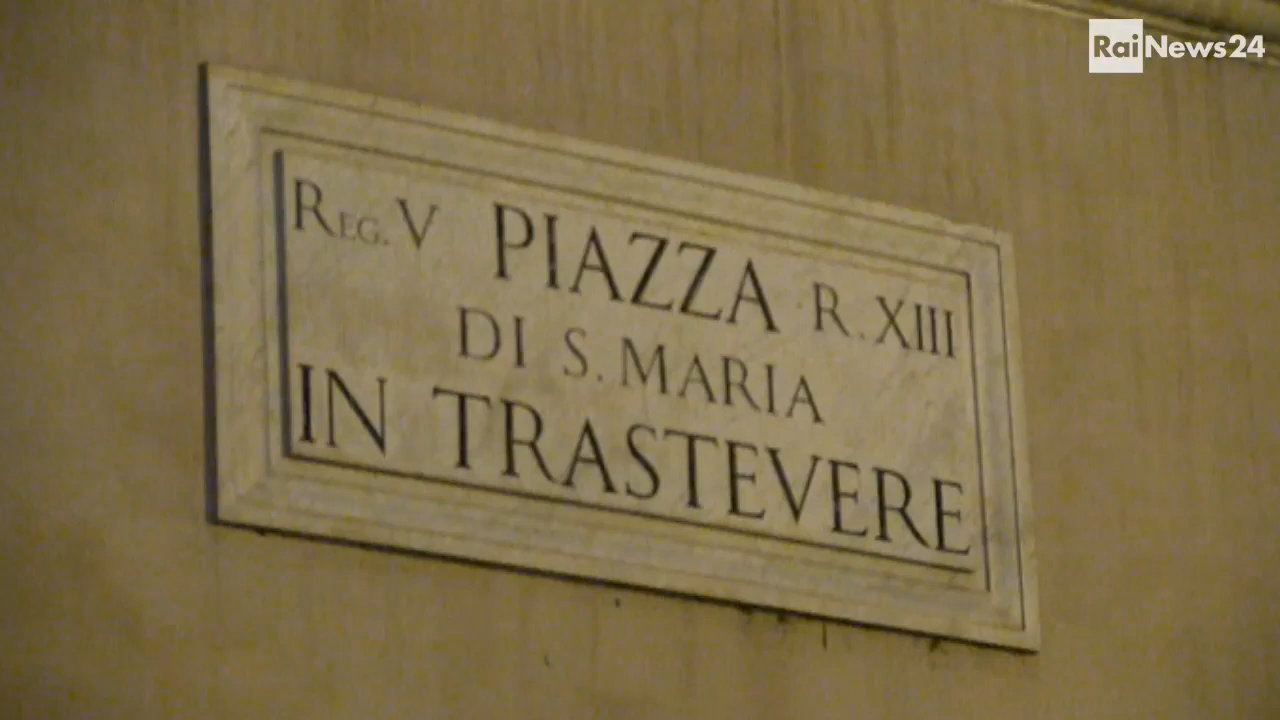 RaiNews24
REG. V PIAZZA R. XIII
DI S. MARIA
IN TRASTEVERE